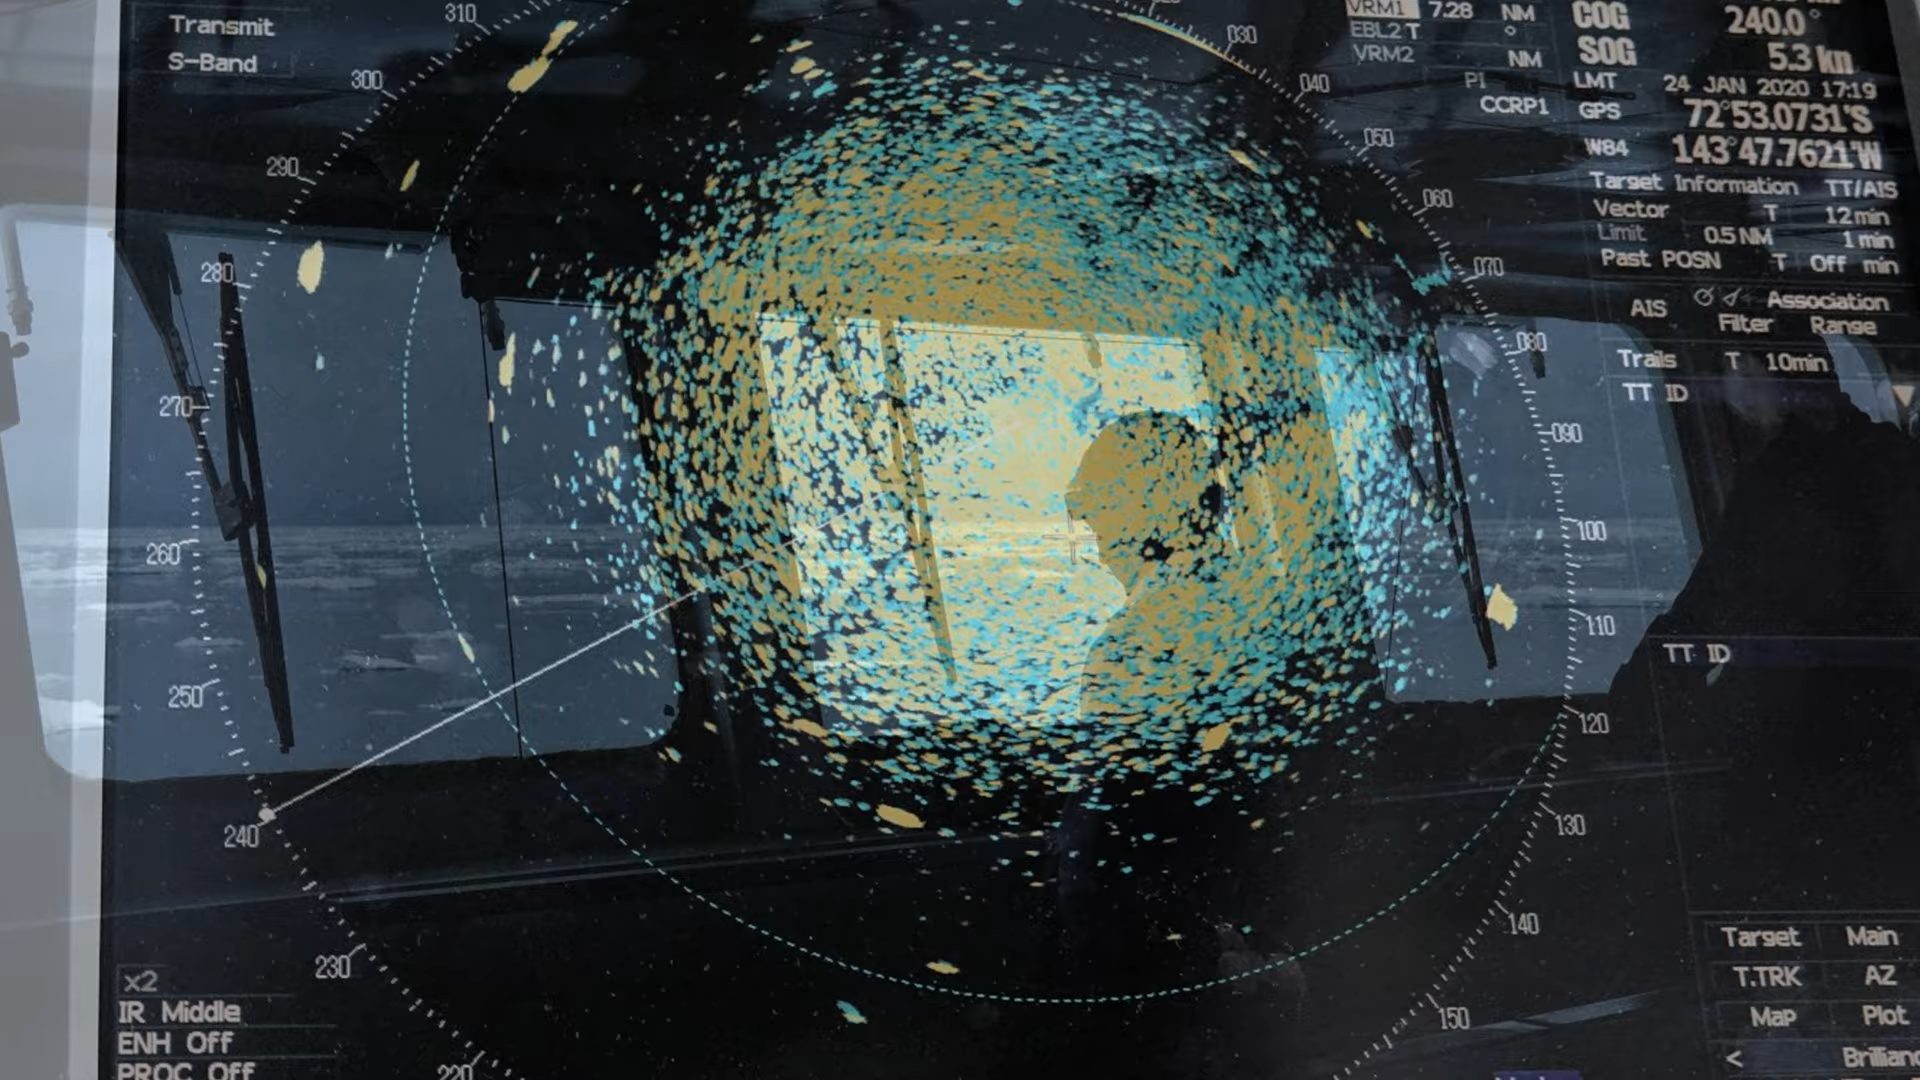 Transmit
S-Band
310
300
290
280
270
260
250
240
230
220
030
040
050
060
070
080
090
100
110
120
130
140
150
x2
IR Middle
ENH Off
PROC Off
VRM1 7.28 NM
EBL2 T °
VRM2 NM
PI
CCRP1
COG 240.0 °
SOG 5.3 kn
LMT 24 JAN 2020 17:19
GPS 72°53.0731'S
W84 143°47.7621'W
Target Information TT/AIS
Vector T 12 min
Limit 0.5 NM 1 min
Past POSN T Off min
AIS Association
Filter Range
Trails T 10min
TT ID
TT ID
Target Main
T.TRK AZ
Map Plot